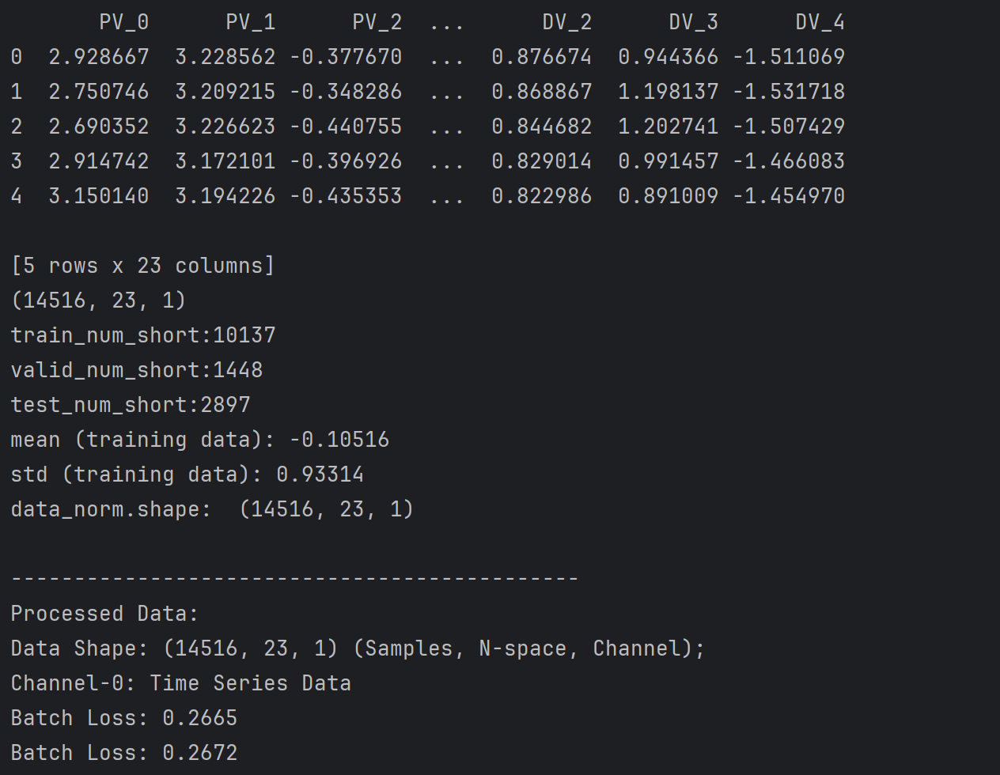 PV_0 PV_1 PV_2 ... DV_2 DV_3 DV_4
0 2.928667 3.228562 -0.377670 ... 0.876674 0.944366 -1.511069
1 2.750746 3.209215 -0.348286 ... 0.868867 1.198137 -1.531718
2 2.690352 3.226623 -0.440755 ... 0.844682 1.202741 -1.507429
3 2.914742 3.172101 -0.396926 ... 0.829014 0.991457 -1.466083
4 3.150140 3.194226 -0.435353 ... 0.822986 0.891009 -1.454970
[5 rows x 23 columns]
(14516, 23, 1)
train_num_short:10137
valid_num_short:1448
test_num_short:2897
mean (training data): -0.10516
std (training data): 0.93314
data_norm.shape:  (14516, 23, 1)
---------------------------------------------
Processed Data:
Data Shape: (14516, 23, 1) (Samples, N-space, Channel);
Channel-0: Time Series Data
Batch Loss: 0.2665
Batch Loss: 0.2672